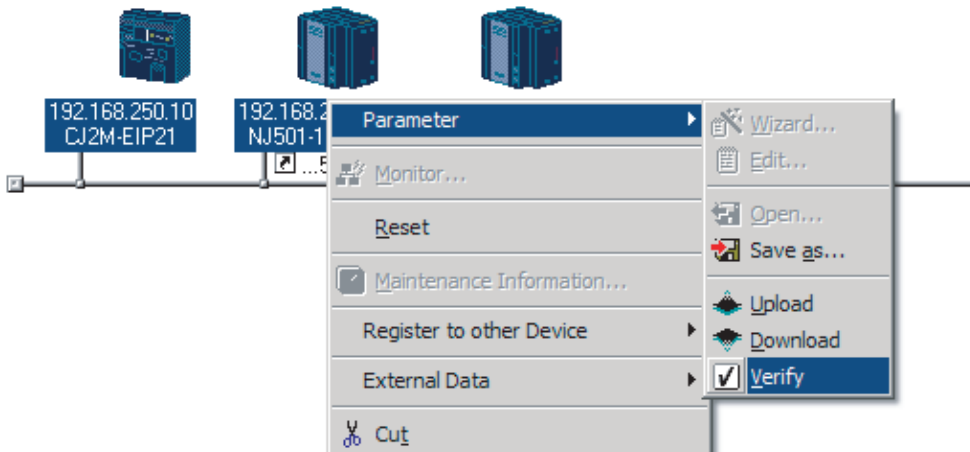 192.168.250.10
CJ2M-EIP21
192.168.2
NJ501-1
...5
Parameter
Monitor...
Reset
Maintenance Information...
Register to other Device
External Data
Cut
Wizard...
Edit...
Open...
Save as...
Upload
Download
Verify